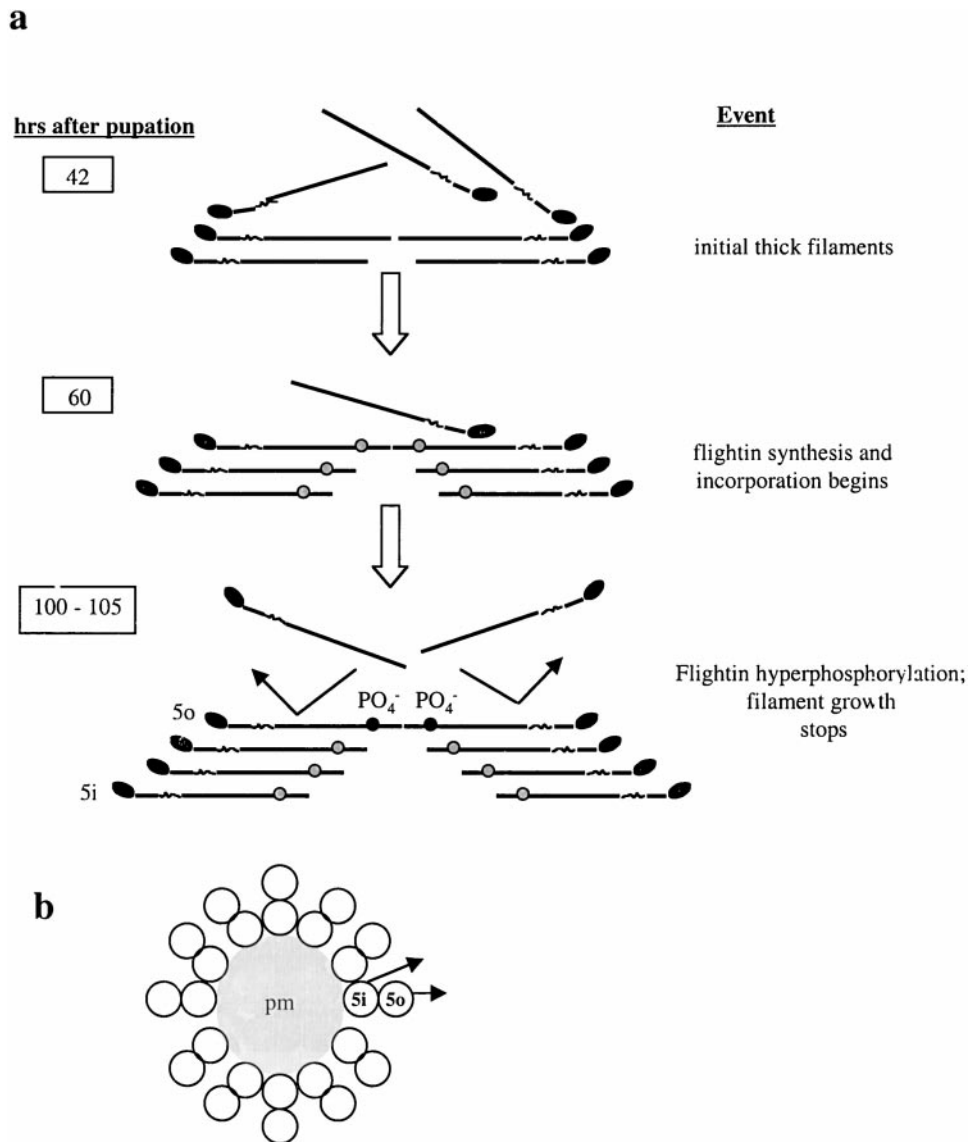 a
hrs after pupation
Event
42
initial thick filaments
60
flightin synthesis and
incorporation begins
100 - 105
Flightin hyperphosphorylation;
filament growth
stops
PO4- PO4-
5o
5i
b
pm
5i 5o